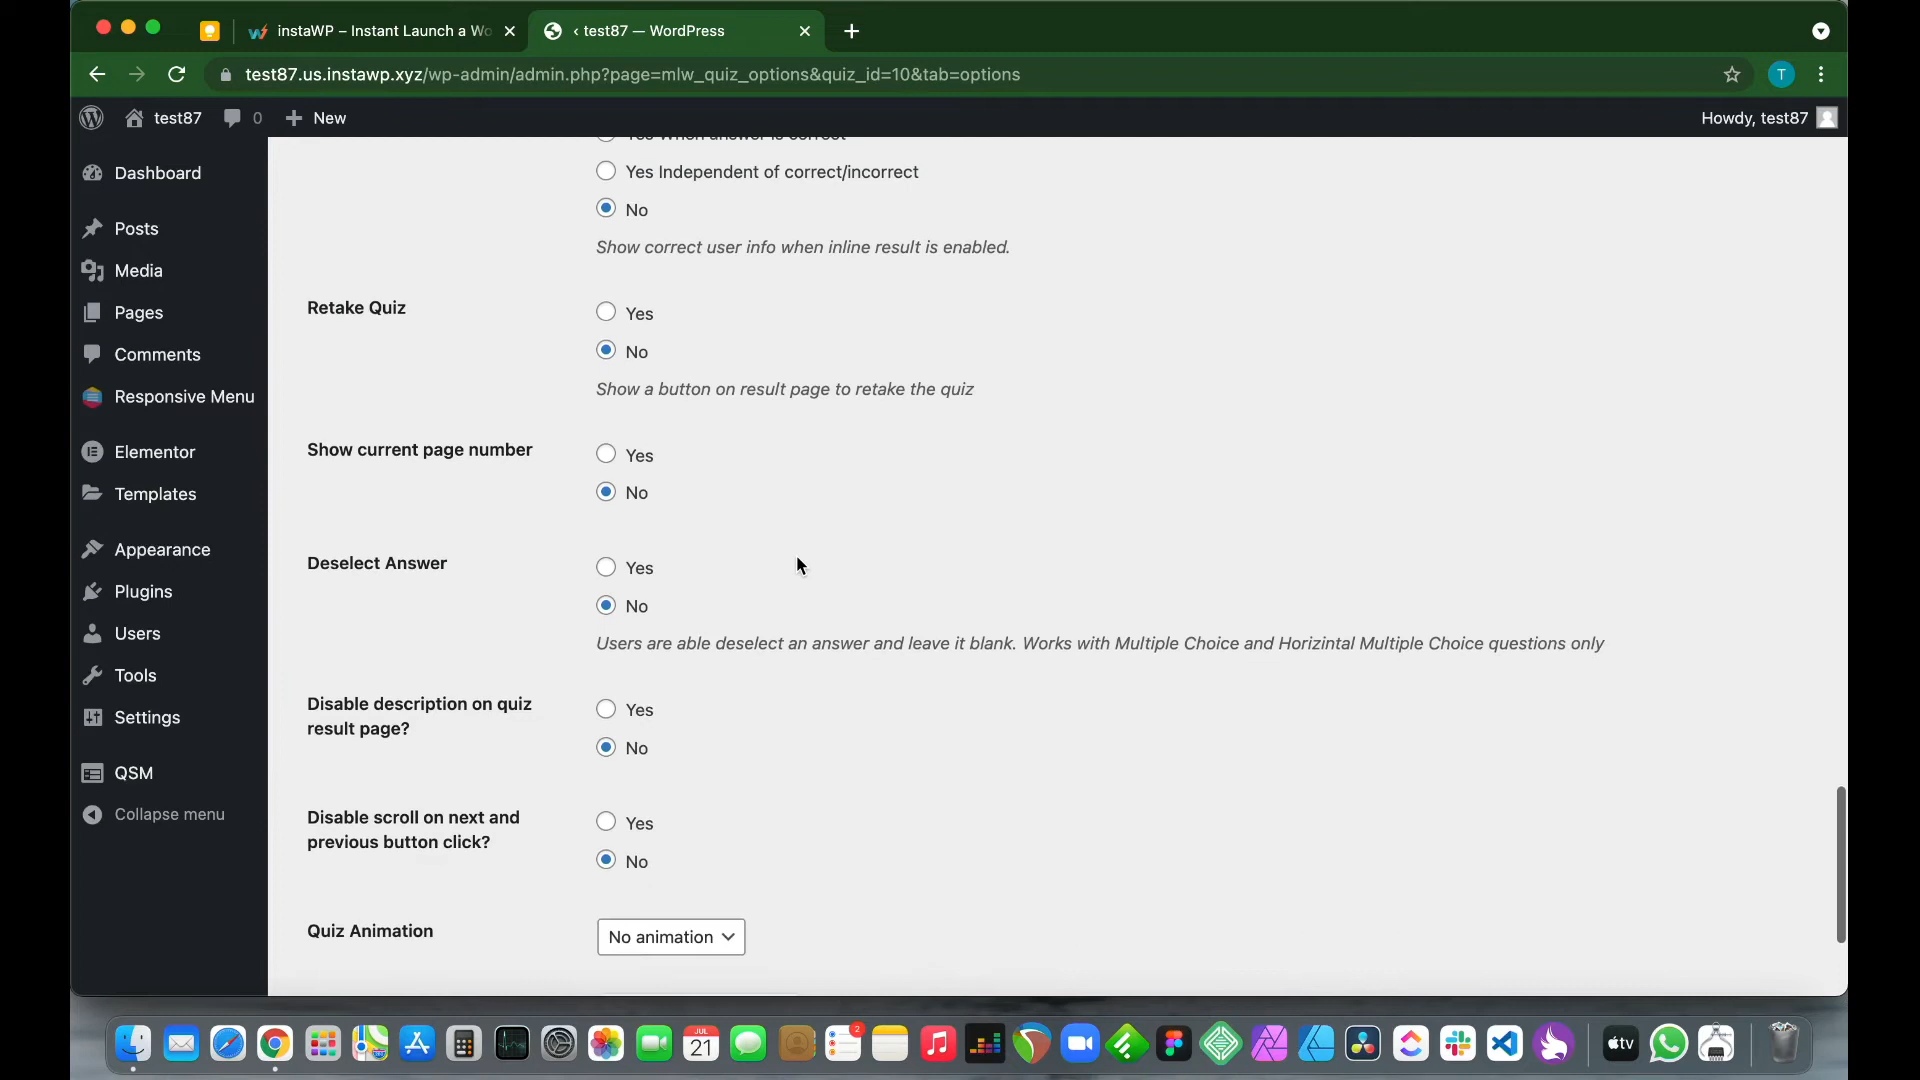 instaWP – Instant Launch a Wo
‹ test87 — WordPress
test87.us.instawp.xyz/wp-admin/admin.php?page=mlw_quiz_options&quiz_id=10&tab=options
T
test87
0
New
Howdy, test87
Dashboard
Posts
Media
Pages
Comments
Responsive Menu
Elementor
Templates
Appearance
Plugins
Users
Tools
Settings
QSM
Collapse menu
Yes When answer is correct
Yes Independent of correct/incorrect
No
Show correct user info when inline result is enabled.
Retake Quiz
Yes
No
Show a button on result page to retake the quiz
Show current page number
Yes
No
Deselect Answer
Yes
No
Users are able deselect an answer and leave it blank. Works with Multiple Choice and Horizintal Multiple Choice questions only
Disable description on quiz
result page?
Yes
No
Disable scroll on next and
previous button click?
Yes
No
Quiz Animation
No animation
JUL
21
2
tv